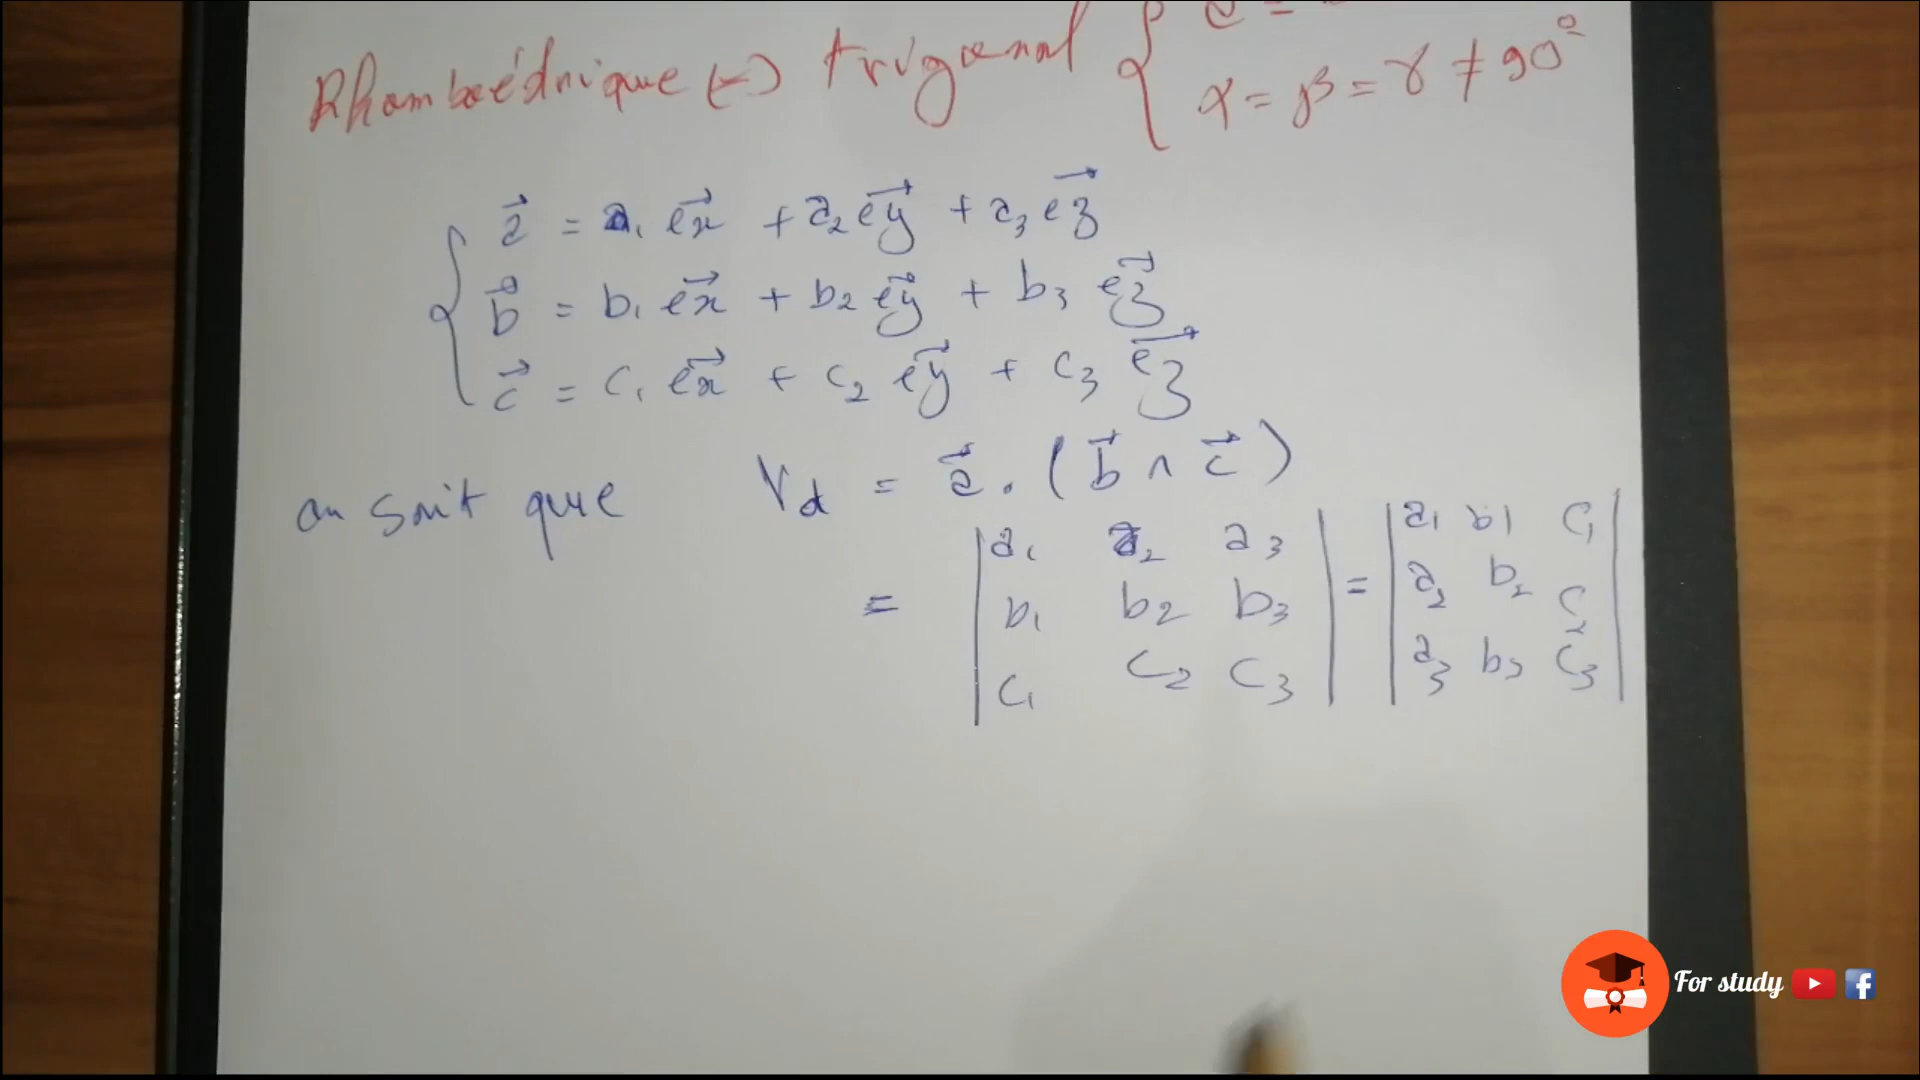 Rhomboédrique (-) trigonal { α = β = γ ≠ 90°
{ a⃗ = a₁ e⃗x + a₂ e⃗y + a₃ e⃗z
b⃗ = b₁ e⃗x + b₂ e⃗y + b₃ e⃗z
c⃗ = c₁ e⃗x + c₂ e⃗y + c₃ e⃗z
on sait que V_d = a⃗ . (b⃗ ∧ c⃗)
= | a₁ a₂ a₃ | = | a₁ b₁ c₁ |
| b₁ b₂ b₃ | | a₂ b₂ c₂ |
| c₁ c₂ c₃ | | a₃ b₃ c₃ |
For study